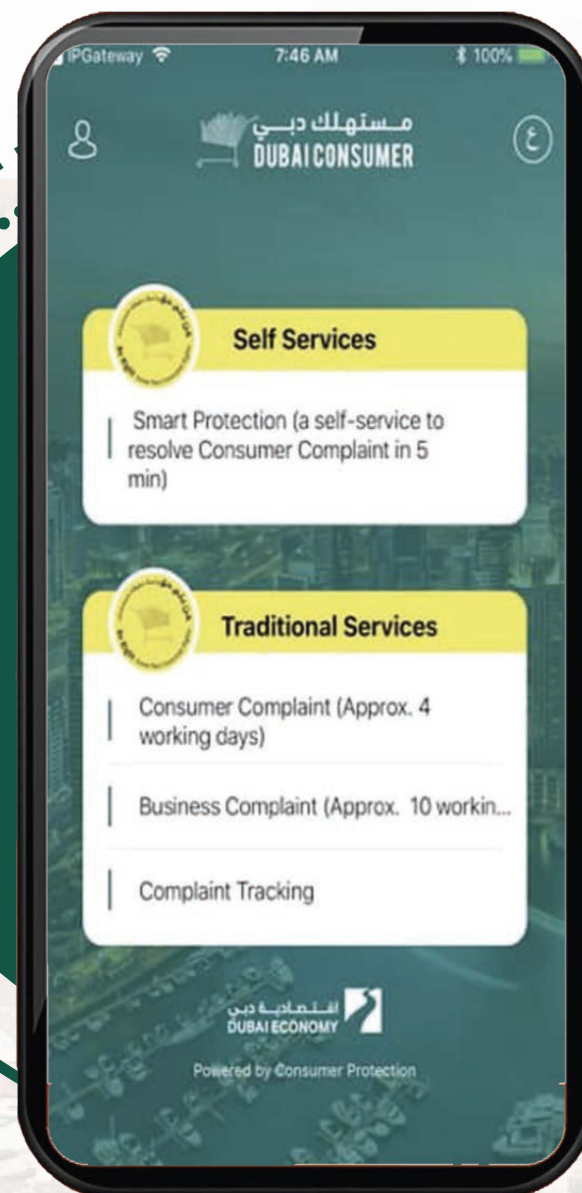 IPGateway
7:46 AM
100%
مستهلك دبي
DUBAI CONSUMER
ع
Self Services
Smart Protection (a self-service to
resolve Consumer Complaint in 5
min)
Traditional Services
Consumer Complaint (Approx. 4
working days)
Business Complaint (Approx. 10 workin...
Complaint Tracking
اقتصادية دبي
DUBAI ECONOMY
Powered by Consumer Protection